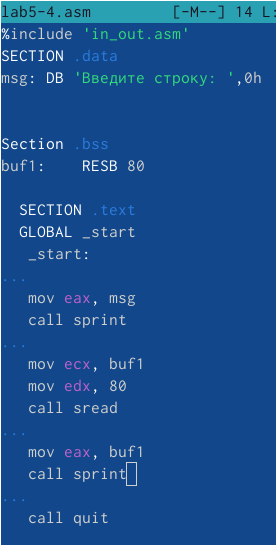 lab5-4.asm [-M--] 14 L:
%include 'in_out.asm'
SECTION .data
msg: DB 'Введите строку: ',0h
Section .bss
buf1: RESB 80
SECTION .text
GLOBAL _start
_start:
...
mov eax, msg
call sprint
...
mov ecx, buf1
mov edx, 80
call sread
...
mov eax, buf1
call sprint
...
call quit